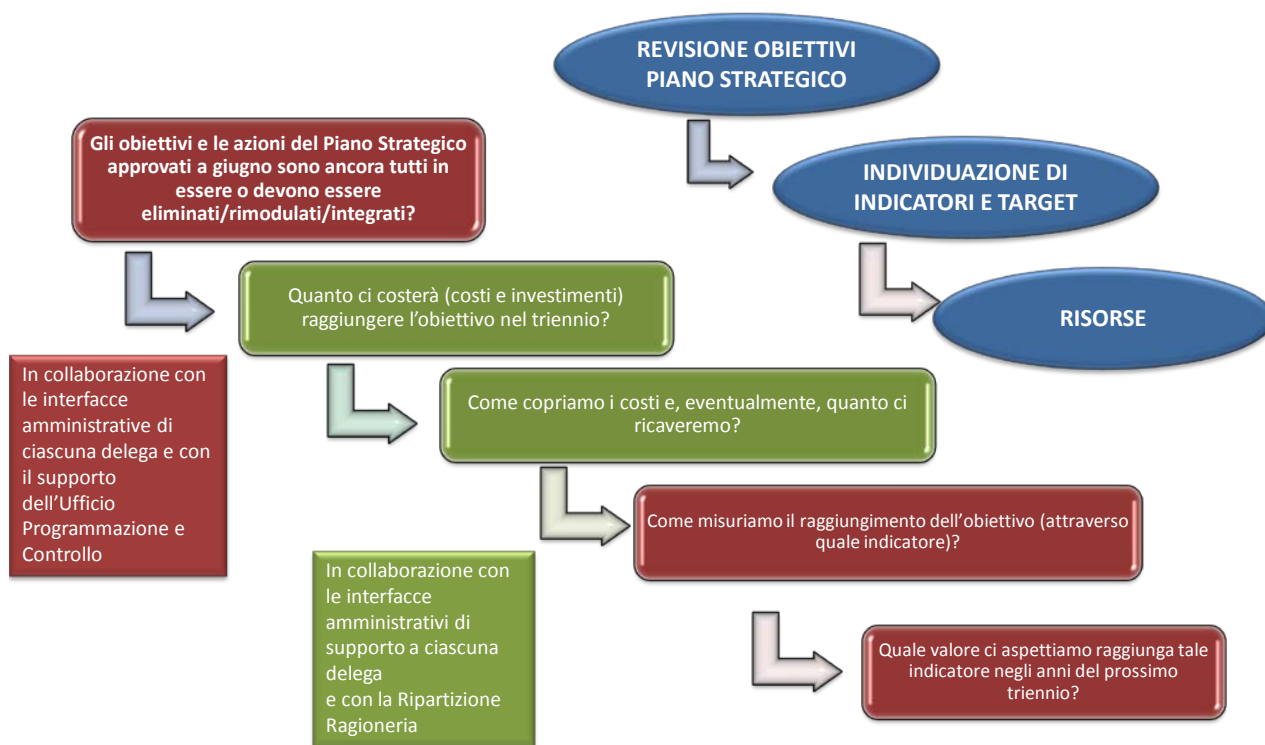 REVISIONE OBIETTIVI
PIANO STRATEGICO
Gli obiettivi e le azioni del Piano Strategico
approvati a giugno sono ancora tutti in
essere o devono essere
eliminati/rimodulati/integrati?
INDIVIDUAZIONE DI
INDICATORI E TARGET
Quanto ci costerà (costi e investimenti)
raggiungere l'obiettivo nel triennio?
RISORSE
In collaborazione con
le interfacce
amministrative di
ciascuna delega e con
il supporto
dell'Ufficio
Programmazione e
Controllo
Come copriamo i costi e, eventualmente, quanto ci
ricaveremo?
Come misuriamo il raggiungimento dell'obiettivo (attraverso
quale indicatore)?
In collaborazione con
le interfacce
amministrativi di
supporto a ciascuna
delega
e con la Ripartizione
Ragioneria
Quale valore ci aspettiamo raggiunga tale
indicatore negli anni del prossimo
triennio?